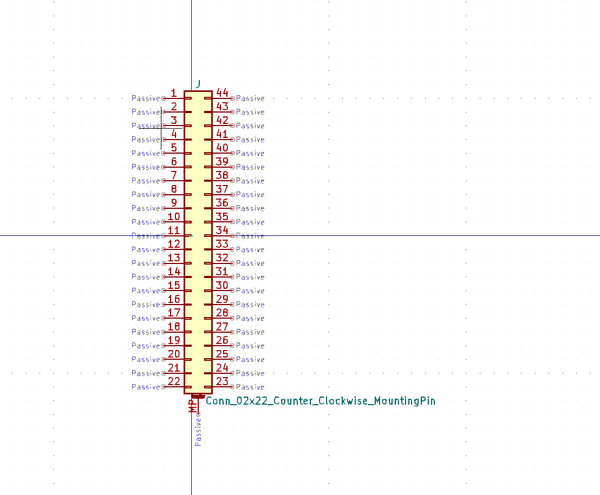 J
Passive 1 44 Passive
Passive 2 43 Passive
Passive 3 42 Passive
Passive 4 41 Passive
Passive 5 40 Passive
Passive 6 39 Passive
Passive 7 38 Passive
Passive 8 37 Passive
Passive 9 36 Passive
Passive 10 35 Passive
Passive 11 34 Passive
Passive 12 33 Passive
Passive 13 32 Passive
Passive 14 31 Passive
Passive 15 30 Passive
Passive 16 29 Passive
Passive 17 28 Passive
Passive 18 27 Passive
Passive 19 26 Passive
Passive 20 25 Passive
Passive 21 24 Passive
Passive 22 23 Passive
Conn_02x22_Counter_Clockwise_MountingPin
MP
Passive